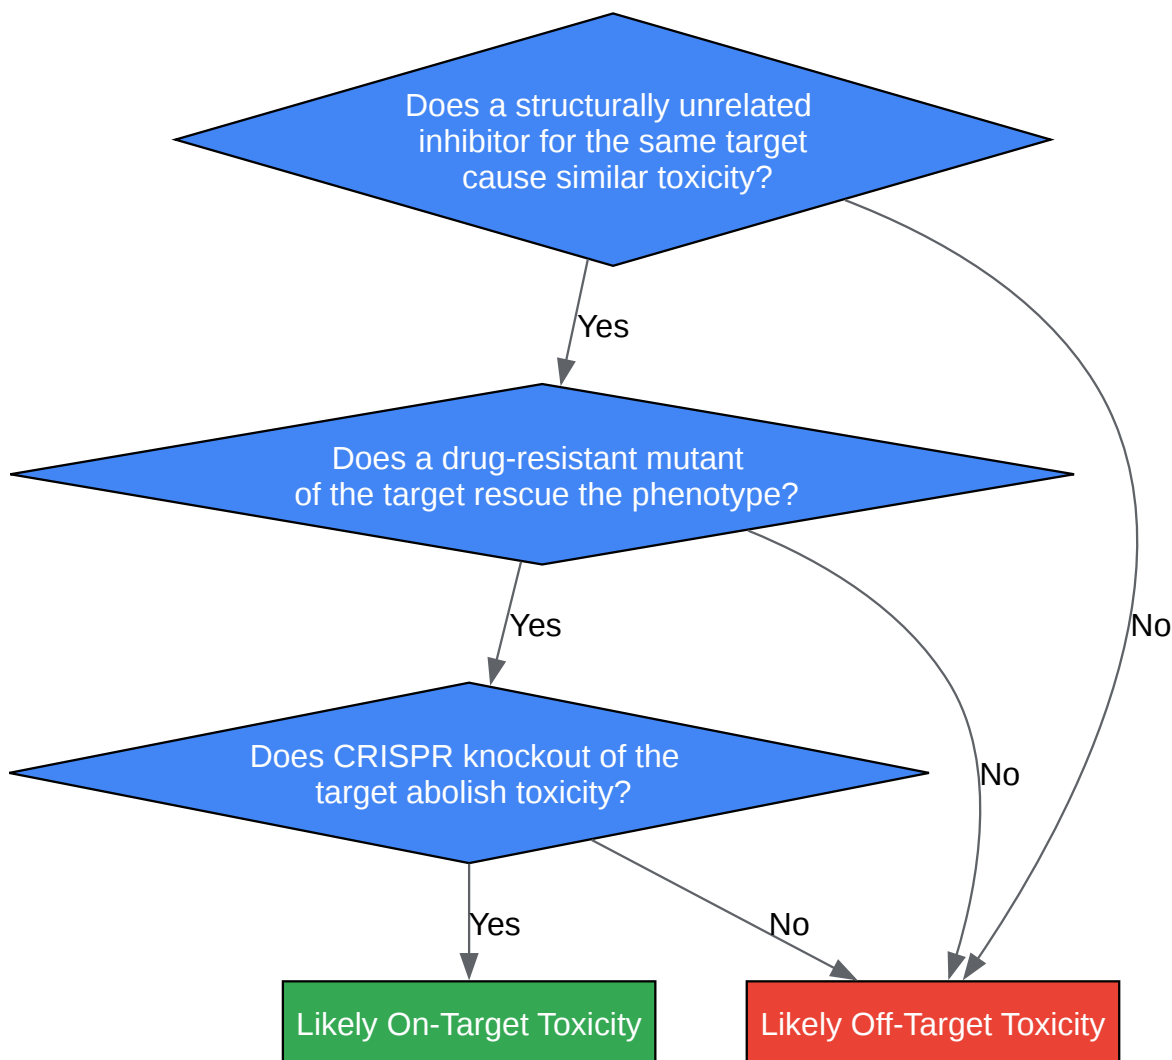 Does a structurally unrelated
inhibitor for the same target
cause similar toxicity?
Yes
Does a drug-resistant mutant
of the target rescue the phenotype?
No
Yes
Does CRISPR knockout of the
target abolish toxicity?
No
Yes
No
Likely On-Target Toxicity
Likely Off-Target Toxicity